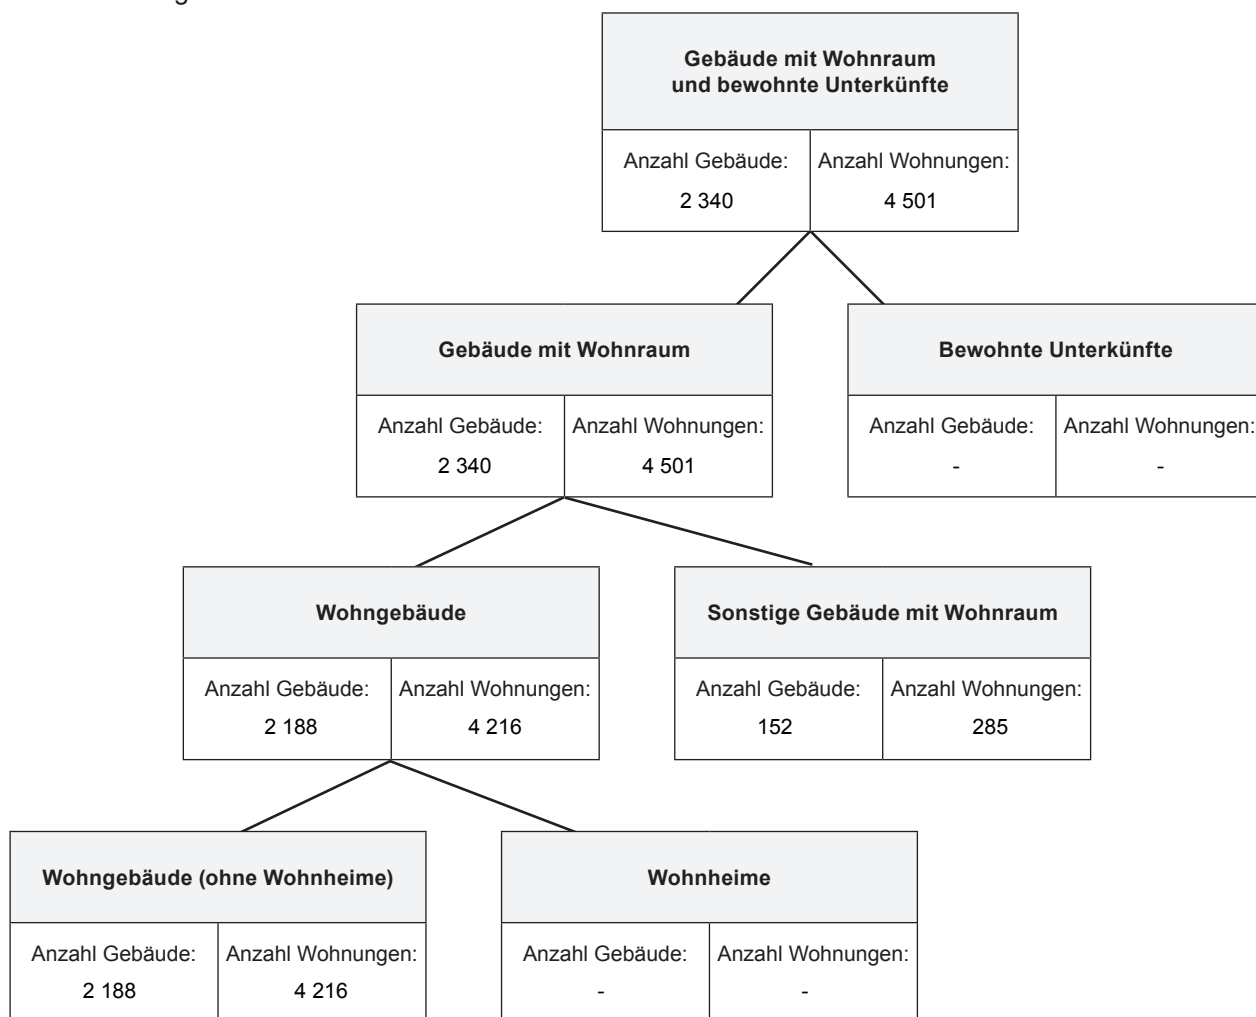 Gebäude mit Wohnraum
und bewohnte Unterkünfte
Anzahl Gebäude: Anzahl Wohnungen:
2 340 4 501
Gebäude mit Wohnraum
Anzahl Gebäude: Anzahl Wohnungen:
2 340 4 501
Bewohnte Unterkünfte
Anzahl Gebäude: Anzahl Wohnungen:
- -
Wohngebäude
Anzahl Gebäude: Anzahl Wohnungen:
2 188 4 216
Sonstige Gebäude mit Wohnraum
Anzahl Gebäude: Anzahl Wohnungen:
152 285
Wohngebäude (ohne Wohnheime)
Anzahl Gebäude: Anzahl Wohnungen:
2 188 4 216
Wohnheime
Anzahl Gebäude: Anzahl Wohnungen:
- -